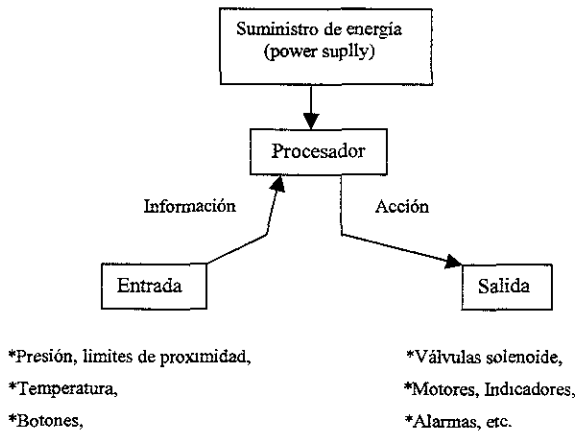 Suministro de energía
(power suplly)
Procesador
Información
Acción
Entrada
Salida
*Presión, limites de proximidad,
*Temperatura,
*Botones,
*Válvulas solenoide,
*Motores, Indicadores,
*Alarmas, etc.